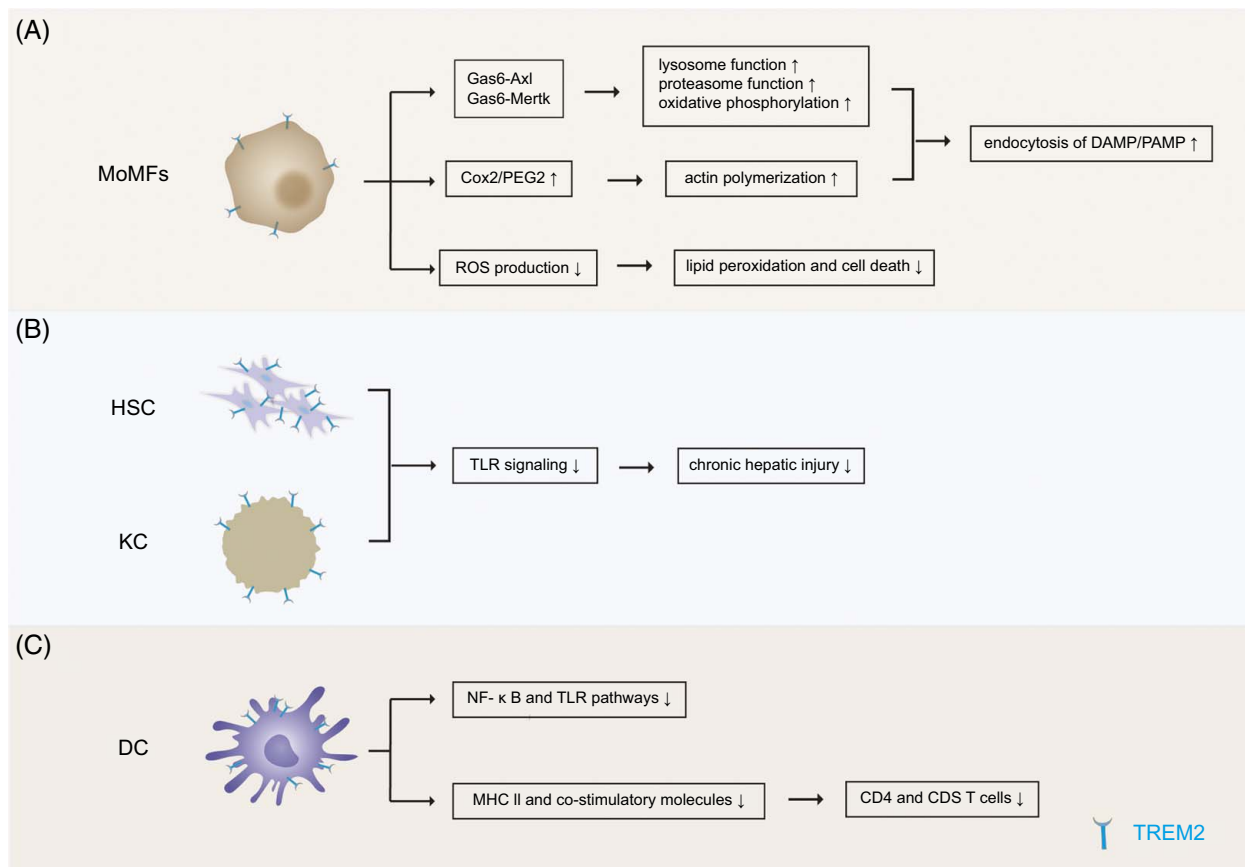 (A)
MoMFs
Gas6-Axl
Gas6-Mertk
lysosome function ↑
proteasome function ↑
oxidative phosphorylation ↑
endocytosis of DAMP/PAMP ↑
Cox2/PEG2 ↑
actin polymerization ↑
ROS production ↓
lipid peroxidation and cell death ↓
(B)
HSC
KC
TLR signaling ↓
chronic hepatic injury ↓
(C)
DC
NF- κ B and TLR pathways ↓
MHC II and co-stimulatory molecules ↓
CD4 and CDS T cells ↓
TREM2